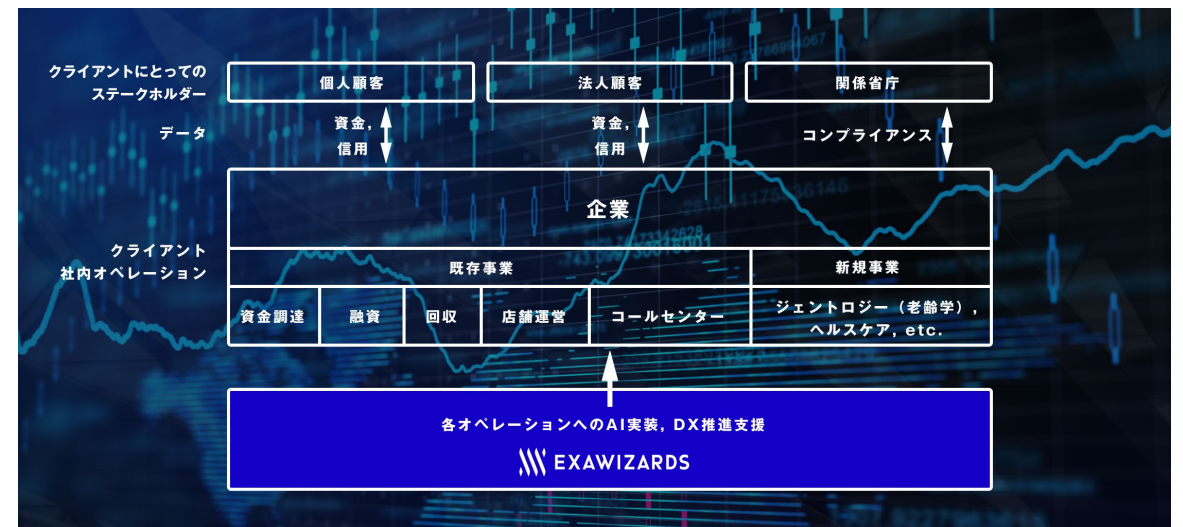 クライアントにとっての
ステークホルダー
個人顧客
法人顧客
関係省庁
データ
資金,
信用
資金,
信用
コンプライアンス
企業
クライアント
社内オペレーション
既存事業
新規事業
資金調達
融資
回収
店舗運営
コールセンター
ジェントロジー（老齢学）,
ヘルスケア, etc.
各オペレーションへのAI実装, DX推進支援
EXAWIZARDS